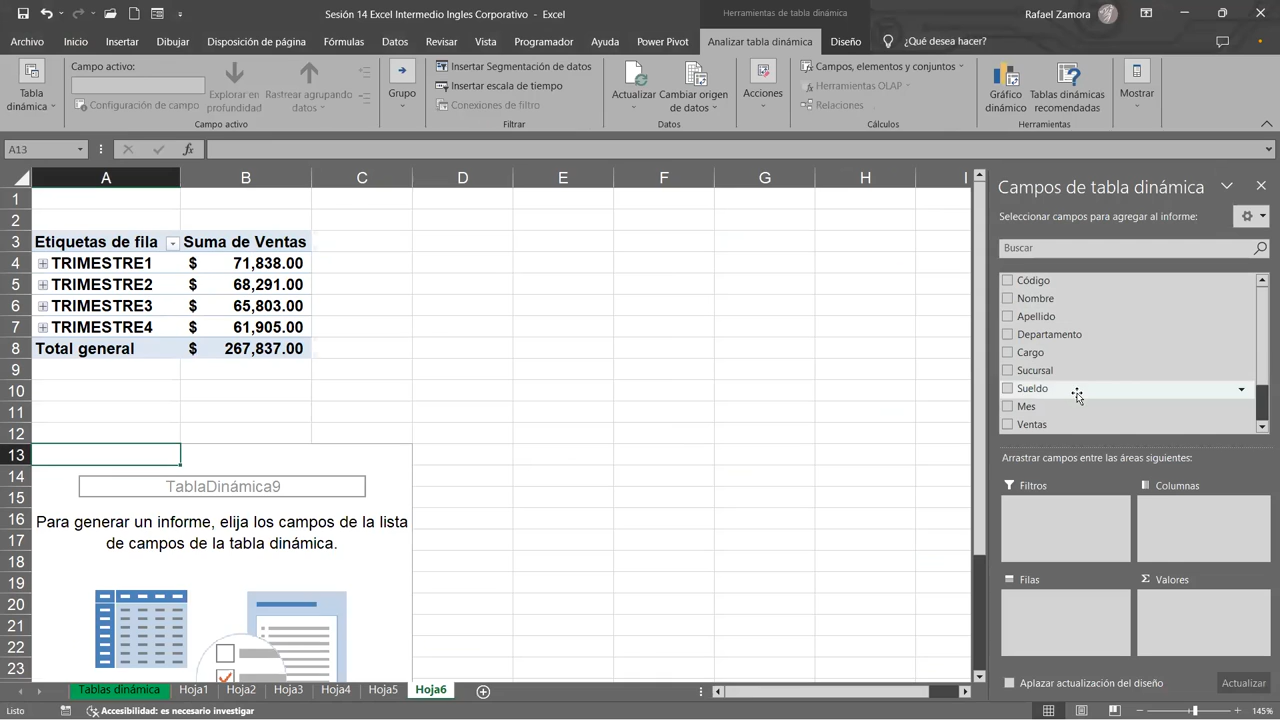 Sesión 14 Excel Intermedio Ingles Corporativo - Excel
Herramientas de tabla dinámica
Rafael Zamora
Archivo Inicio Insertar Dibujar Disposición de página Fórmulas Datos Revisar Vista Programador Ayuda Power Pivot Analizar tabla dinámica Diseño ¿Qué desea hacer?
Tabla dinámica
Campo activo:
Configuración de campo
Explorar en profundidad
Rastrear agrupando datos
Campo activo
Grupo
Insertar Segmentación de datos
Insertar escala de tiempo
Conexiones de filtro
Filtrar
Actualizar
Cambiar origen de datos
Datos
Acciones
Campos, elementos y conjuntos
Herramientas OLAP
Relaciones
Cálculos
Gráfico dinámico
Tablas dinámicas recomendadas
Herramientas
Mostrar
A13
fx
A B C D E F G H I
1
2
3 Etiquetas de fila Suma de Ventas
4 TRIMESTRE1 $ 71,838.00
5 TRIMESTRE2 $ 68,291.00
6 TRIMESTRE3 $ 65,803.00
7 TRIMESTRE4 $ 61,905.00
8 Total general $ 267,837.00
9
10
11
12
13
14 TablaDinámica9
15
16 Para generar un informe, elija los campos de la lista
17 de campos de la tabla dinámica.
18
19
20
21
22
23
Campos de tabla dinámica
Seleccionar campos para agregar al informe:
Buscar
Código
Nombre
Apellido
Departamento
Cargo
Sucursal
Sueldo
Mes
Ventas
Arrastrar campos entre las áreas siguientes:
Filtros
Columnas
Filas
Σ Valores
Aplazar actualización del diseño
Actualizar
Tablas dinámica Hoja1 Hoja2 Hoja3 Hoja4 Hoja5 Hoja6
Listo
Accesibilidad: es necesario investigar
145%